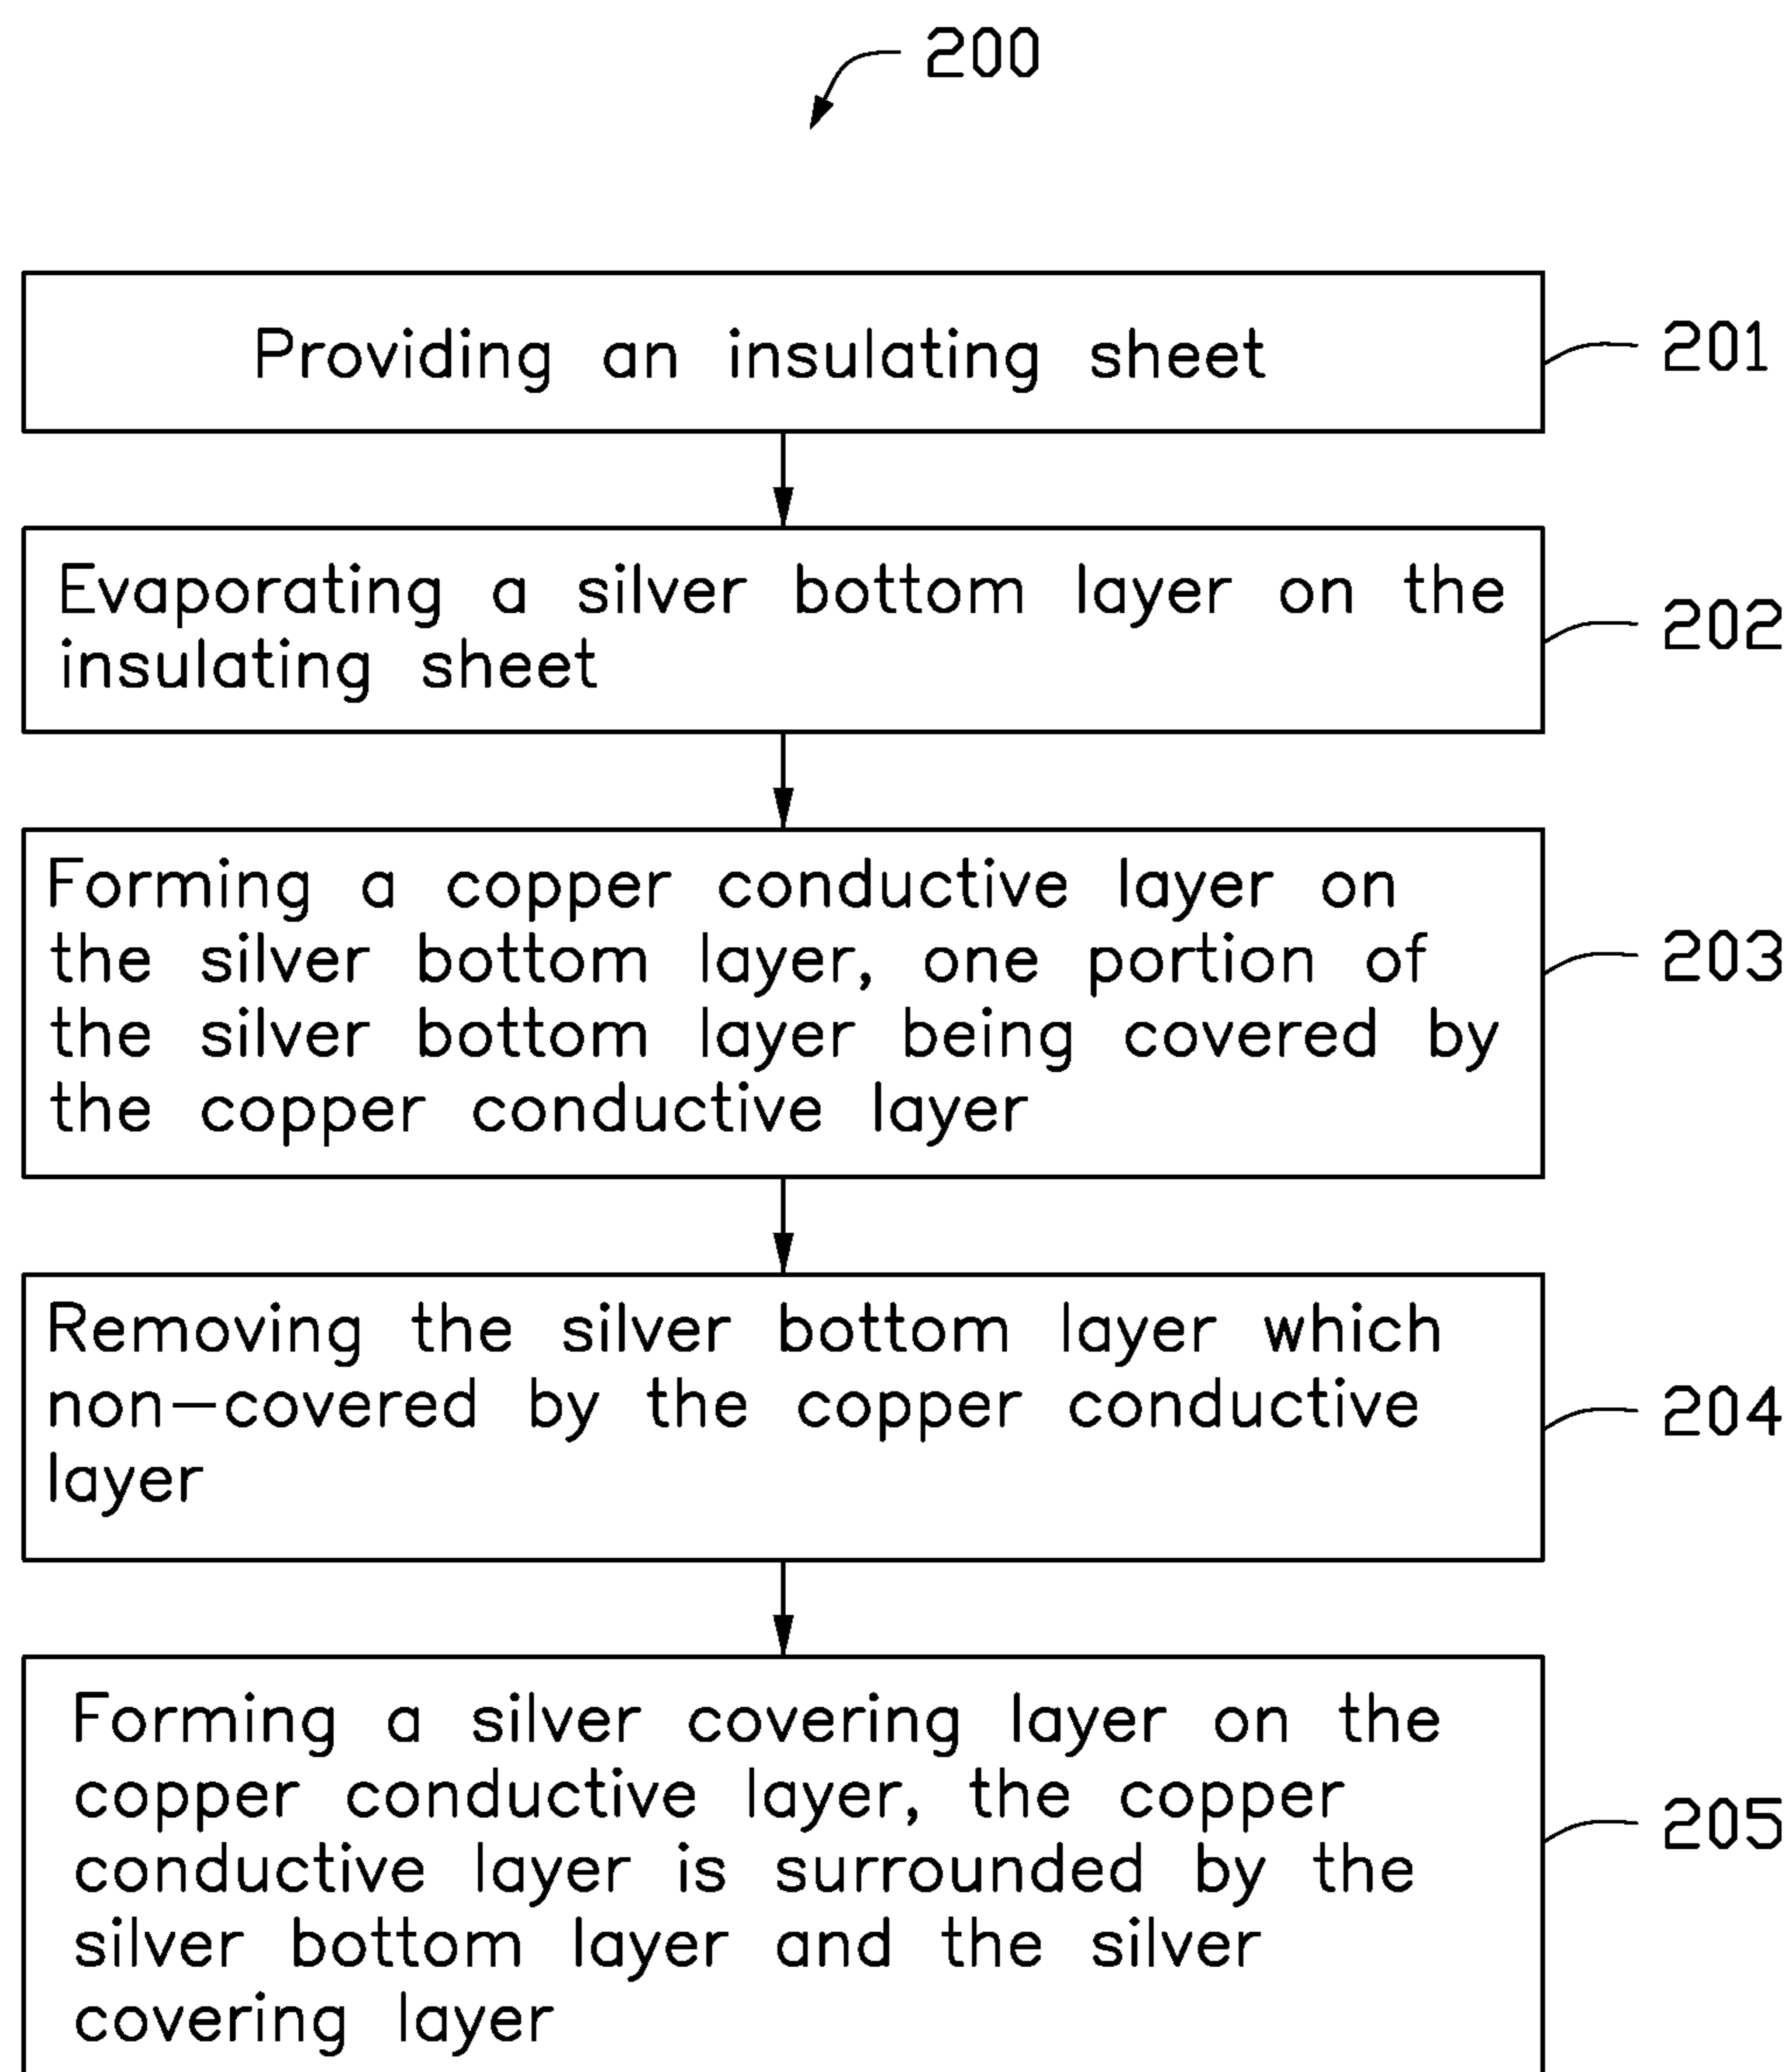 200
Providing an insulating sheet
201
Evaporating a silver bottom layer on the
insulating sheet
202
Forming a copper conductive layer on
the silver bottom layer, one portion of
the silver bottom layer being covered by
the copper conductive layer
203
Removing the silver bottom layer which
non-covered by the copper conductive
layer
204
Forming a silver covering layer on the
copper conductive layer, the copper
conductive layer is surrounded by the
silver bottom layer and the silver
covering layer
205